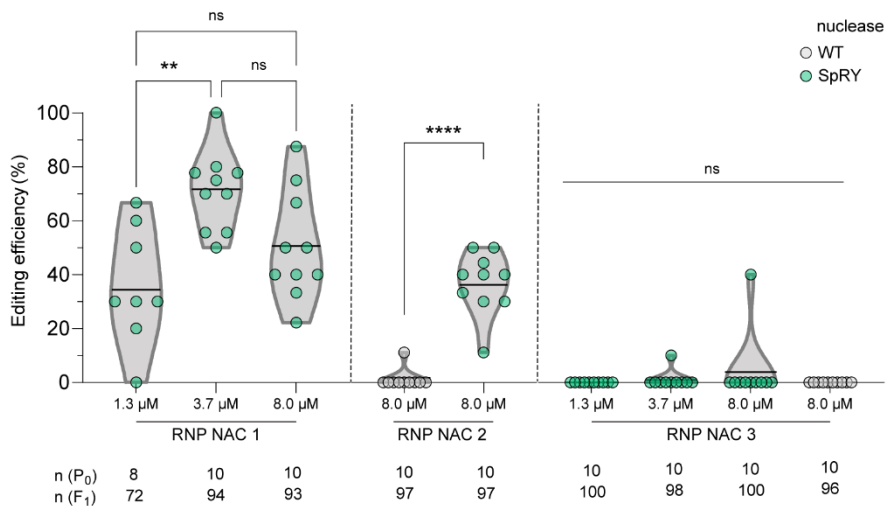 nuclease
WT
SpRY
ns
** ns
****
ns
Editing efficiency (%)
100
80
60
40
20
0
1.3 µM 3.7 µM 8.0 µM 8.0 µM 8.0 µM 1.3 µM 3.7 µM 8.0 µM 8.0 µM
RNP NAC 1 RNP NAC 2 RNP NAC 3
n (P0) 8 10 10 10 10 10 10 10 10
n (F1) 72 94 93 97 97 100 98 100 96